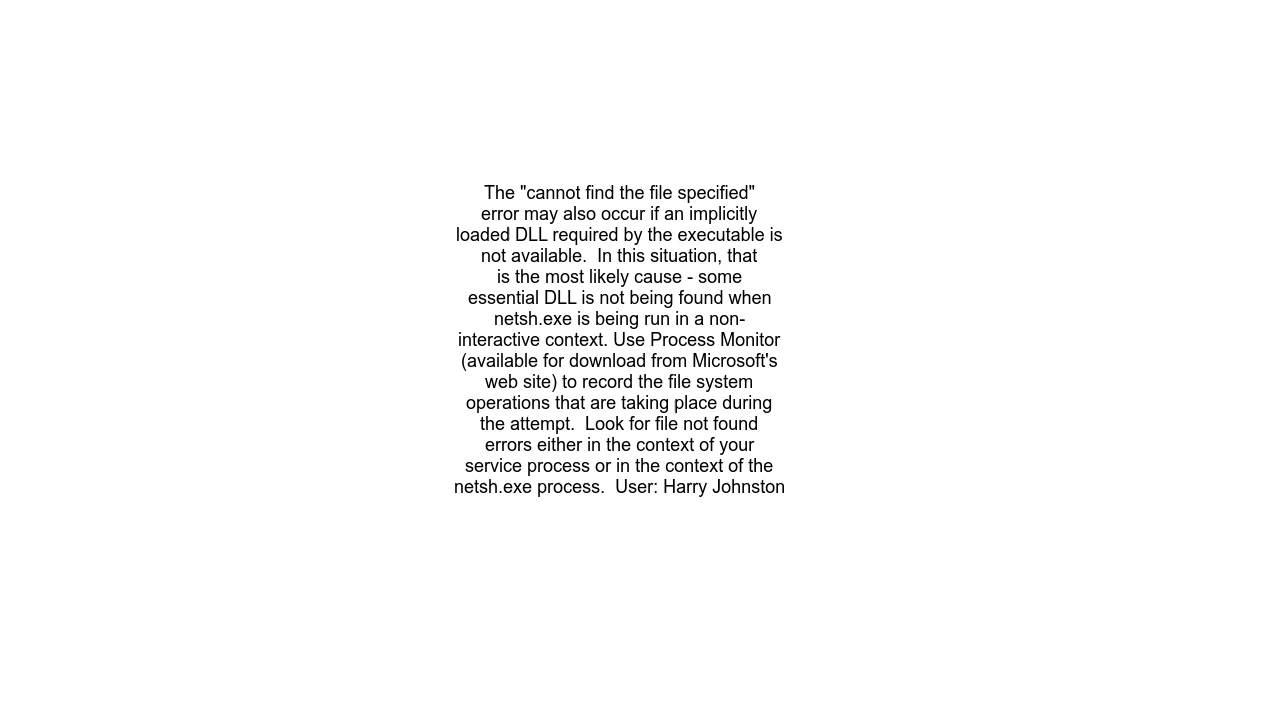 The "cannot find the file specified"
error may also occur if an implicitly
loaded DLL required by the executable is
not available.  In this situation, that
is the most likely cause - some
essential DLL is not being found when
netsh.exe is being run in a non-
interactive context. Use Process Monitor
(available for download from Microsoft's
web site) to record the file system
operations that are taking place during
the attempt.  Look for file not found
errors either in the context of your
service process or in the context of the
netsh.exe process.  User: Harry Johnston